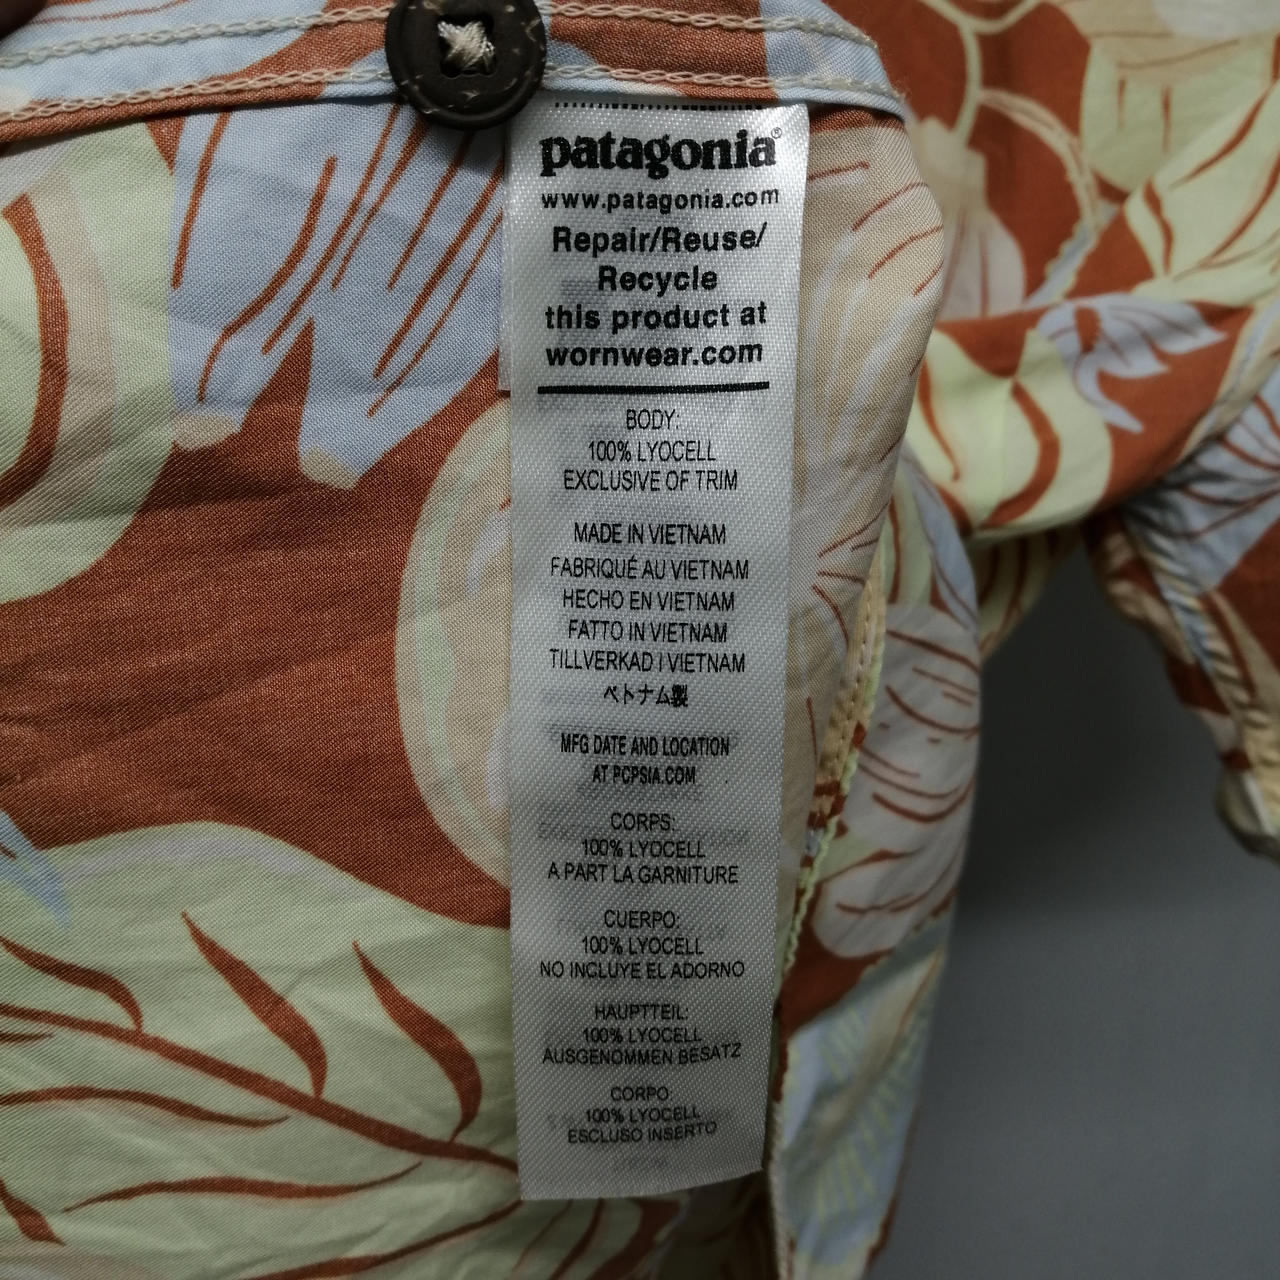 patagonia®
www.patagonia.com
Repair/Reuse/
Recycle
this product at
wornwear.com
BODY:
100% LYOCELL
EXCLUSIVE OF TRIM
MADE IN VIETNAM
FABRIQUÉ AU VIETNAM
HECHO EN VIETNAM
FATTO IN VIETNAM
TILLVERKAD I VIETNAM
ベトナム製
MFG DATE AND LOCATION
AT PCPSIA.COM
CORPS:
100% LYOCELL
A PART LA GARNITURE
CUERPO:
100% LYOCELL
NO INCLUYE EL ADORNO
HAUPTTEIL:
100% LYOCELL
AUSGENOMMEN BESATZ
CORPO:
100% LYOCELL
ESCLUSO INSERTO